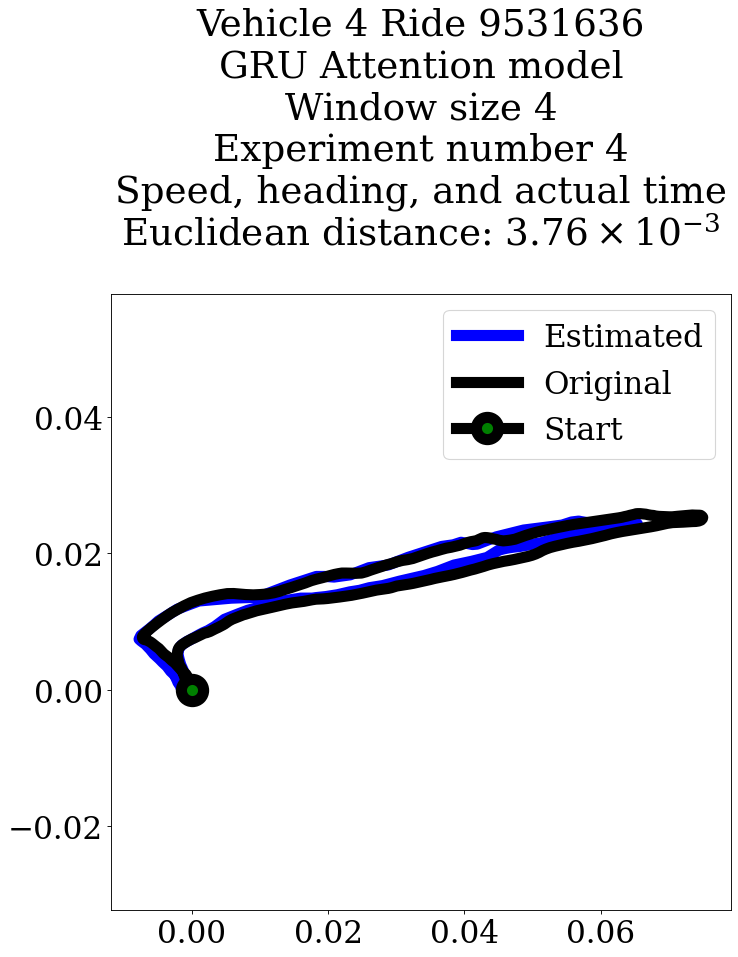 Vehicle 4 Ride 9531636
GRU Attention model
Window size 4
Experiment number 4
Speed, heading, and actual time
Euclidean distance: 3.76 × 10⁻³
Estimated
Original
Start
0.04
0.02
0.00
−0.02
0.00 0.02 0.04 0.06